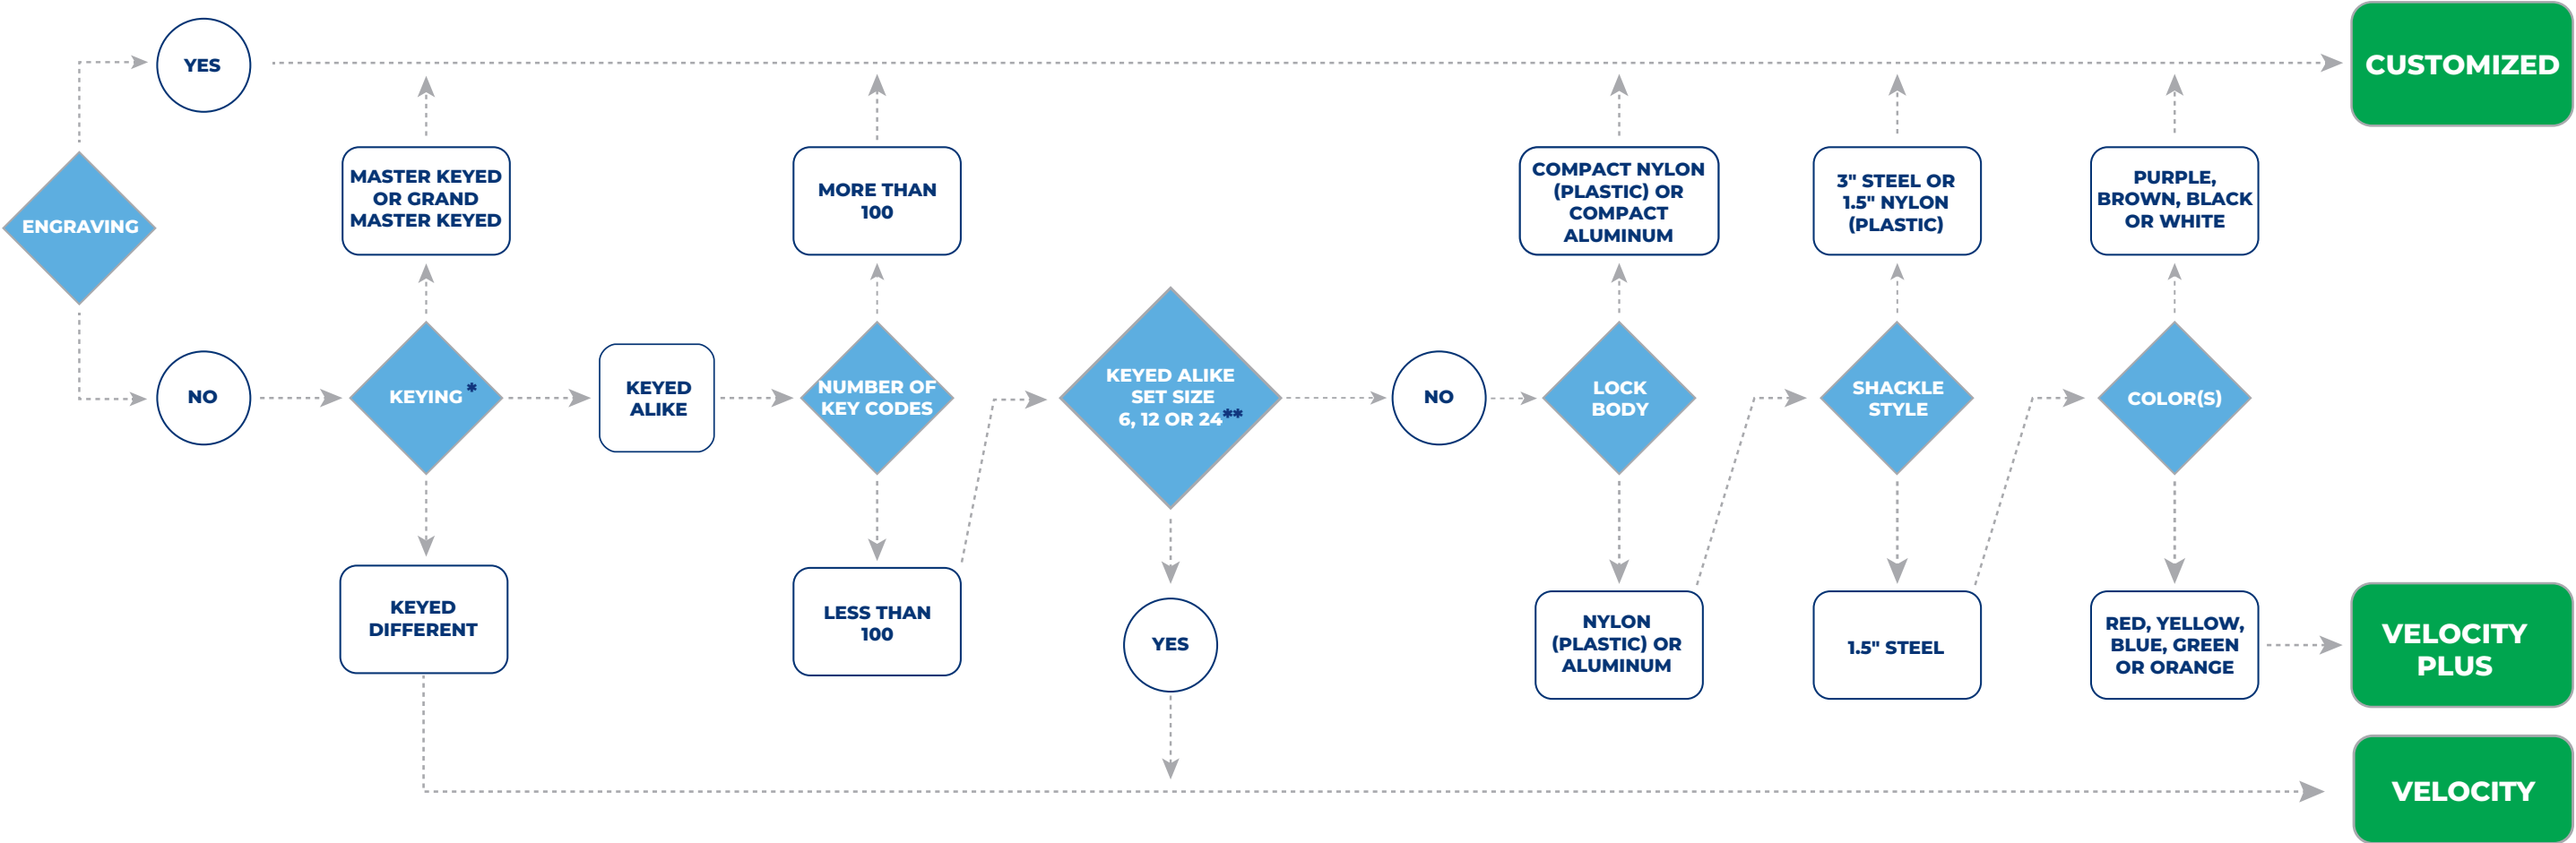 YES
CUSTOMIZED
ENGRAVING
MASTER KEYED
OR GRAND
MASTER KEYED
MORE THAN
100
COMPACT NYLON
(PLASTIC) OR
COMPACT
ALUMINUM
3" STEEL OR
1.5" NYLON
(PLASTIC)
PURPLE,
BROWN, BLACK
OR WHITE
NO
KEYING *
KEYED
ALIKE
NUMBER OF
KEY CODES
KEYED ALIKE
SET SIZE
6, 12 OR 24**
NO
LOCK
BODY
SHACKLE
STYLE
COLOR(S)
KEYED
DIFFERENT
LESS THAN
100
YES
NYLON
(PLASTIC) OR
ALUMINUM
1.5" STEEL
RED, YELLOW,
BLUE, GREEN
OR ORANGE
VELOCITY
PLUS
VELOCITY